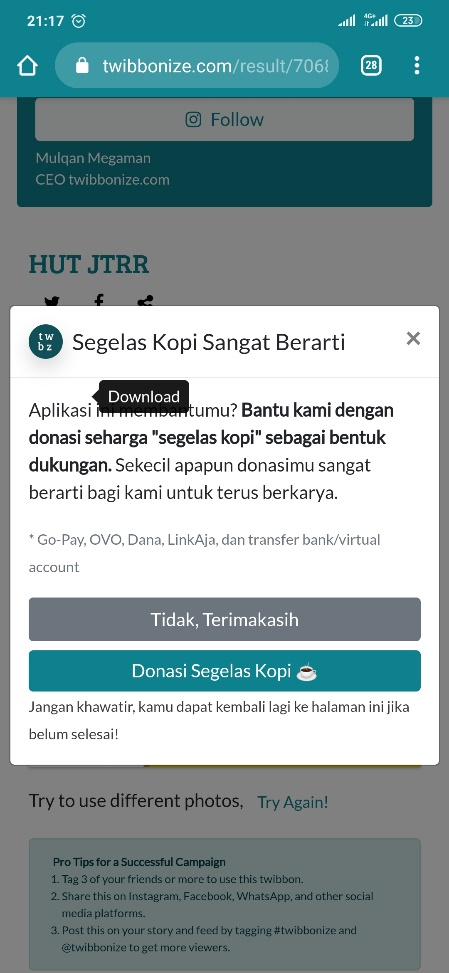 21:17
4G+
23
twibbonize.com/result/7068
28
Follow
Mulqan Megaman
CEO twibbonize.com
HUT JTRR
tw
bz
Segelas Kopi Sangat Berarti
×
Download
Aplikasi ini membantumu? Bantu kami dengan
donasi seharga "segelas kopi" sebagai bentuk
dukungan. Sekecil apapun donasimu sangat
berarti bagi kami untuk terus berkarya.
* Go-Pay, OVO, Dana, LinkAja, dan transfer bank/virtual
account
Tidak, Terimakasih
Donasi Segelas Kopi ☕
Jangan khawatir, kamu dapat kembali lagi ke halaman ini jika
belum selesai!
Try to use different photos, Try Again!
Pro Tips for a Successful Campaign
1. Tag 3 of your friends or more to use this twibbon.
2. Share this on Instagram, Facebook, WhatsApp, and other social
media platforms.
3. Post this on your story and feed by tagging #twibbonize and
@twibbonize to get more viewers.